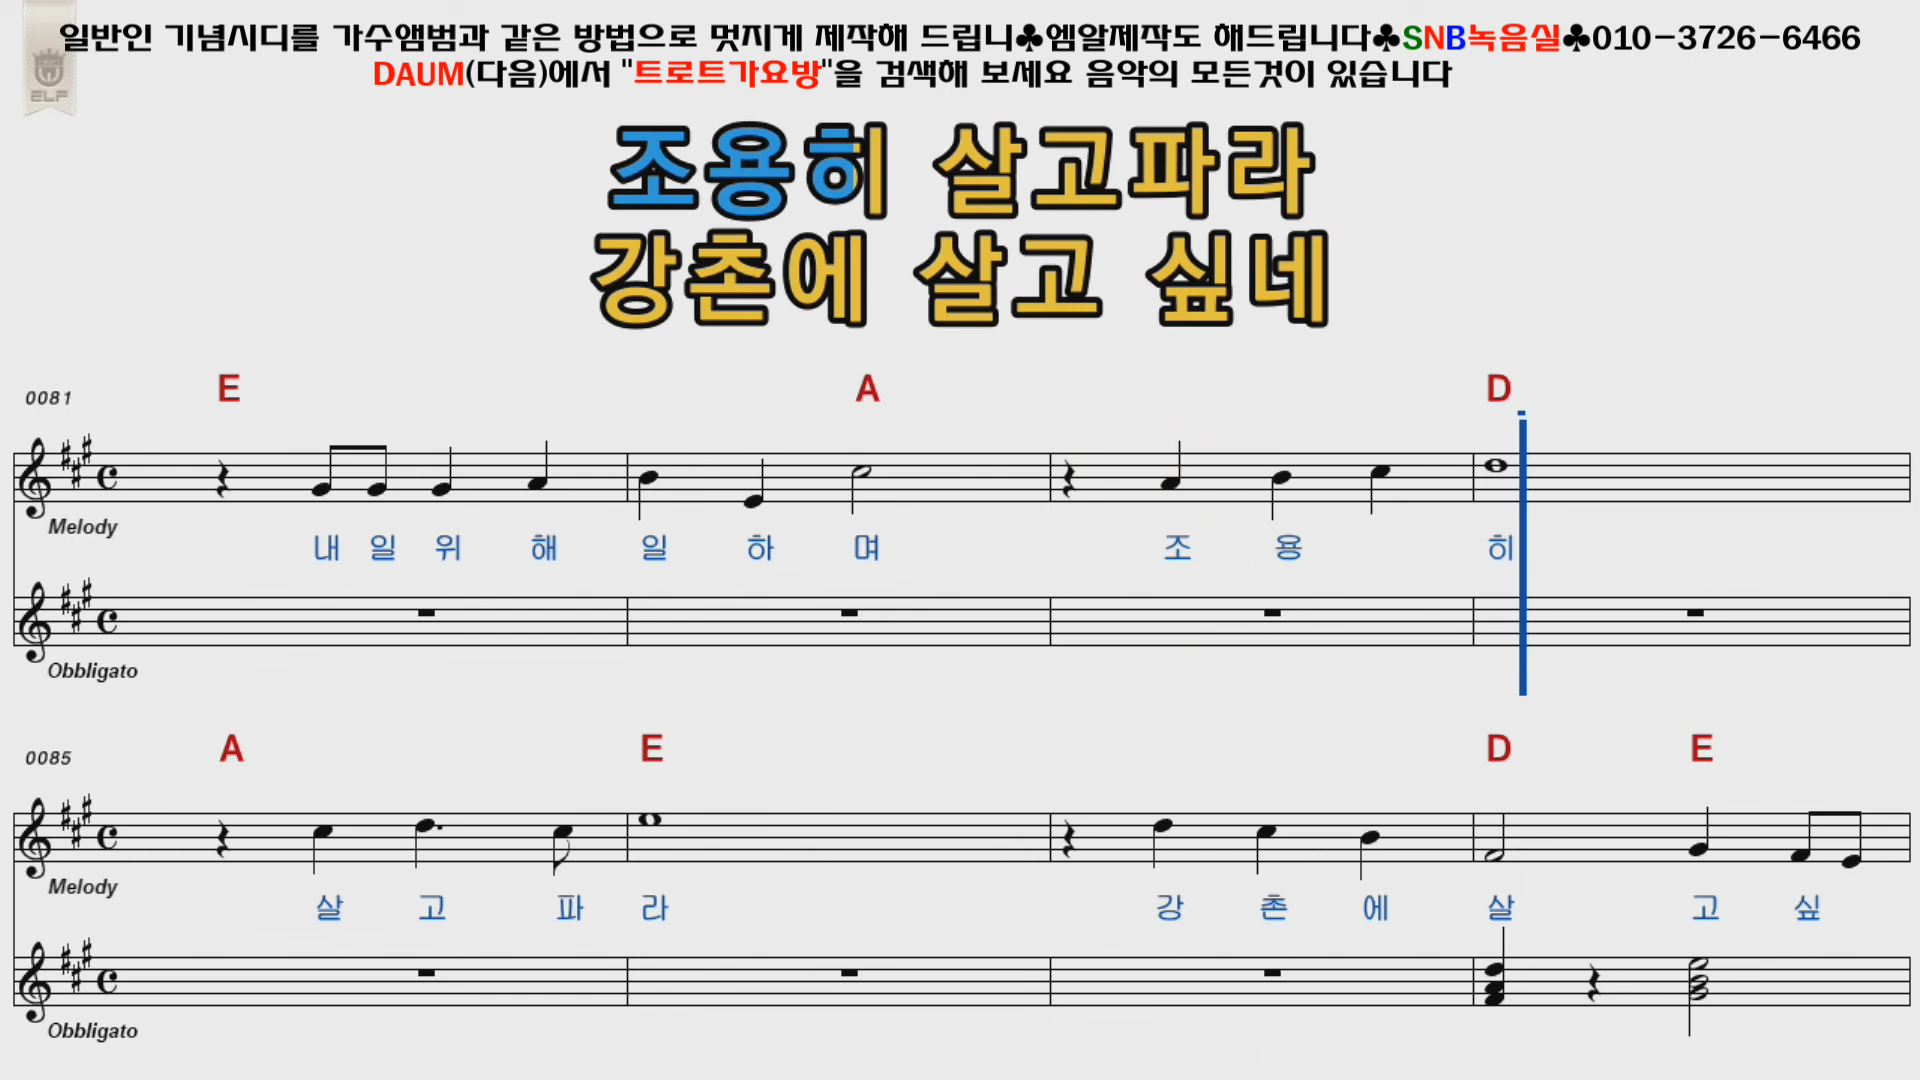 일반인 기념시디를 가수앨범과 같은 방법으로 멋지게 제작해 드립니♣엠알제작도 해드립니다♣SNB녹음실♣010-3726-6466
DAUM(다음)에서 "트로트가요방"을 검색해 보세요 음악의 모든것이 있습니다
ELF
조용히 살고파라
강촌에 살고 싶네
0081 E A D
Melody
내 일 위 해 일 하 며 조 용 히
Obbligato
0085 A E D E
Melody
살 고 파 라 강 촌 에 살 고 싶
Obbligato